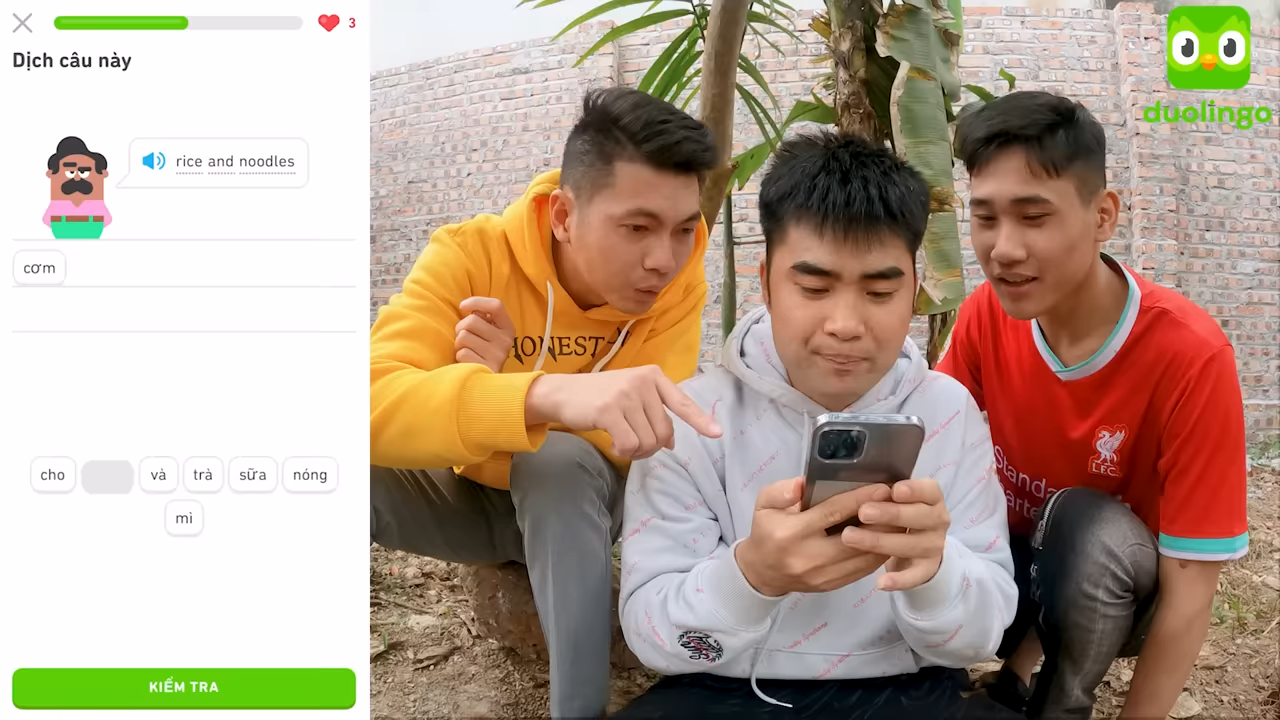 3
Dịch câu này
rice and noodles
cơm
cho và trà sữa nóng
mì
KIỂM TRA
duolingo
HONEST
Standa
arte
L.F.C.